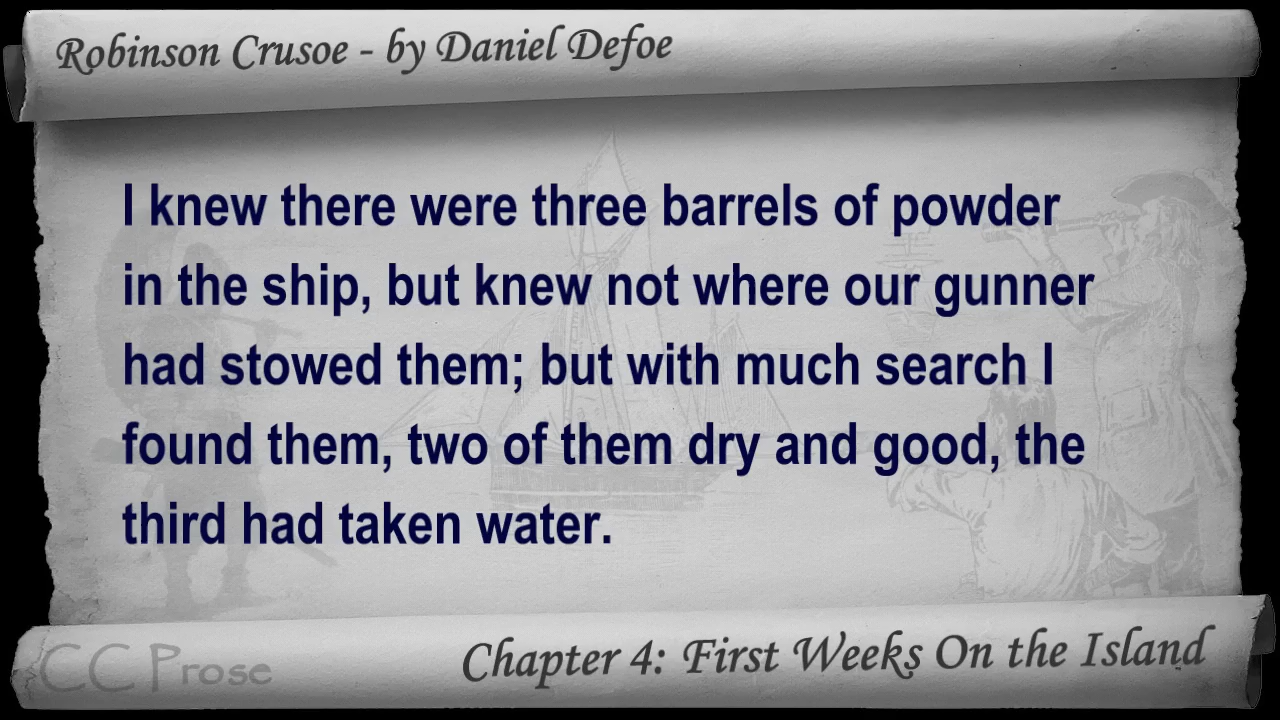 Robinson Crusoe - by Daniel Defoe
I knew there were three barrels of powder
in the ship, but knew not where our gunner
had stowed them; but with much search I
found them, two of them dry and good, the
third had taken water.
CC Prose
Chapter 4: First Weeks On the Island